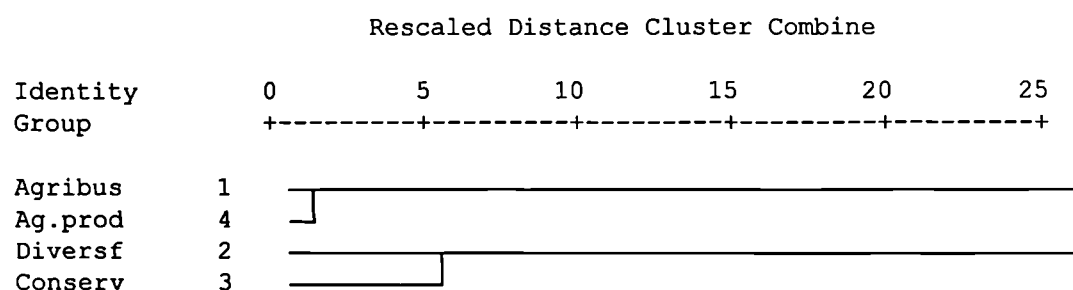 Rescaled Distance Cluster Combine
Identity 0 5 10 15 20 25
Group +---------+---------+---------+---------+---------+
Agribus 1
Ag.prod 4
Diversf 2
Conserv 3